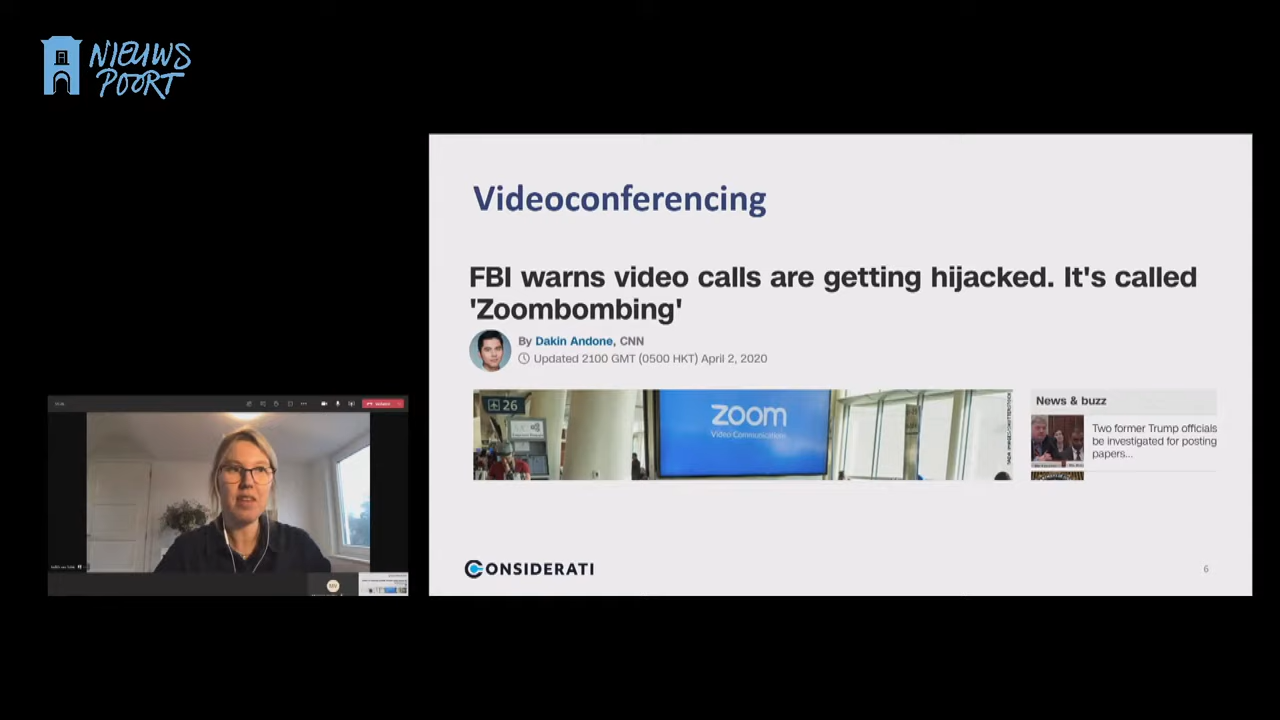 NIEUWS
POORT
Videoconferencing
FBI warns video calls are getting hijacked. It's called
'Zoombombing'
By Dakin Andone, CNN
Updated 2100 GMT (0500 HKT) April 2, 2020
26
zoom
Video Communications
News & buzz
Two former Trump officials
be investigated for posting
papers...
CONSIDERATI
6